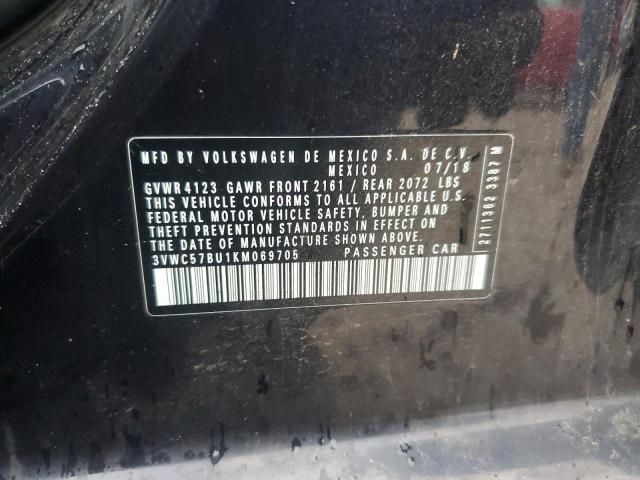 MFD BY VOLKSWAGEN DE MEXICO S.A. DE C.V.
MEXICO 07/18
GVWR 4123 GAWR FRONT 2161 / REAR 2072 LBS
THIS VEHICLE CONFORMS TO ALL APPLICABLE U.S.
FEDERAL MOTOR VEHICLE SAFETY, BUMPER AND
THEFT PREVENTION STANDARDS IN EFFECT ON
THE DATE OF MANUFACTURE SHOWN ABOVE.
3VWC57BU1KM069705 PASSENGER CAR
2711382 3387 M